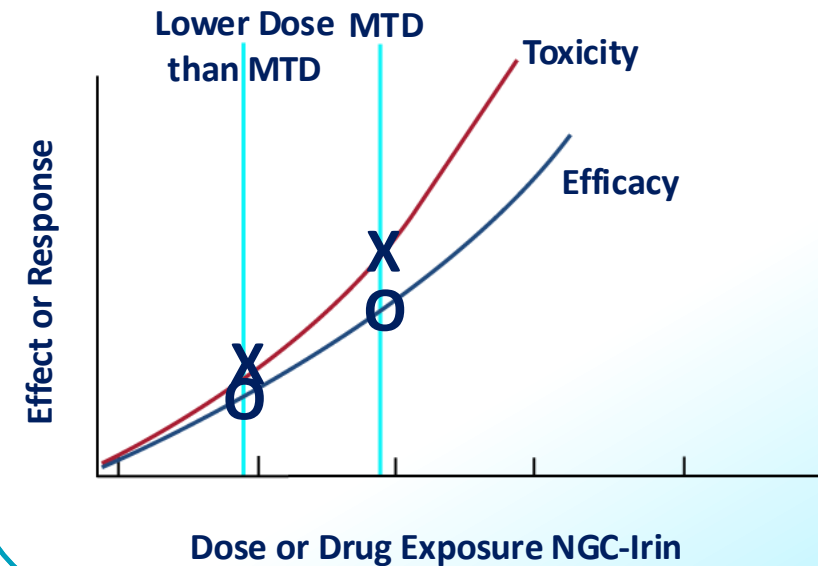 Lower Dose
than MTD
MTD
Toxicity
Efficacy
Effect or Response
X
O
X
O
Dose or Drug Exposure NGC-Irin